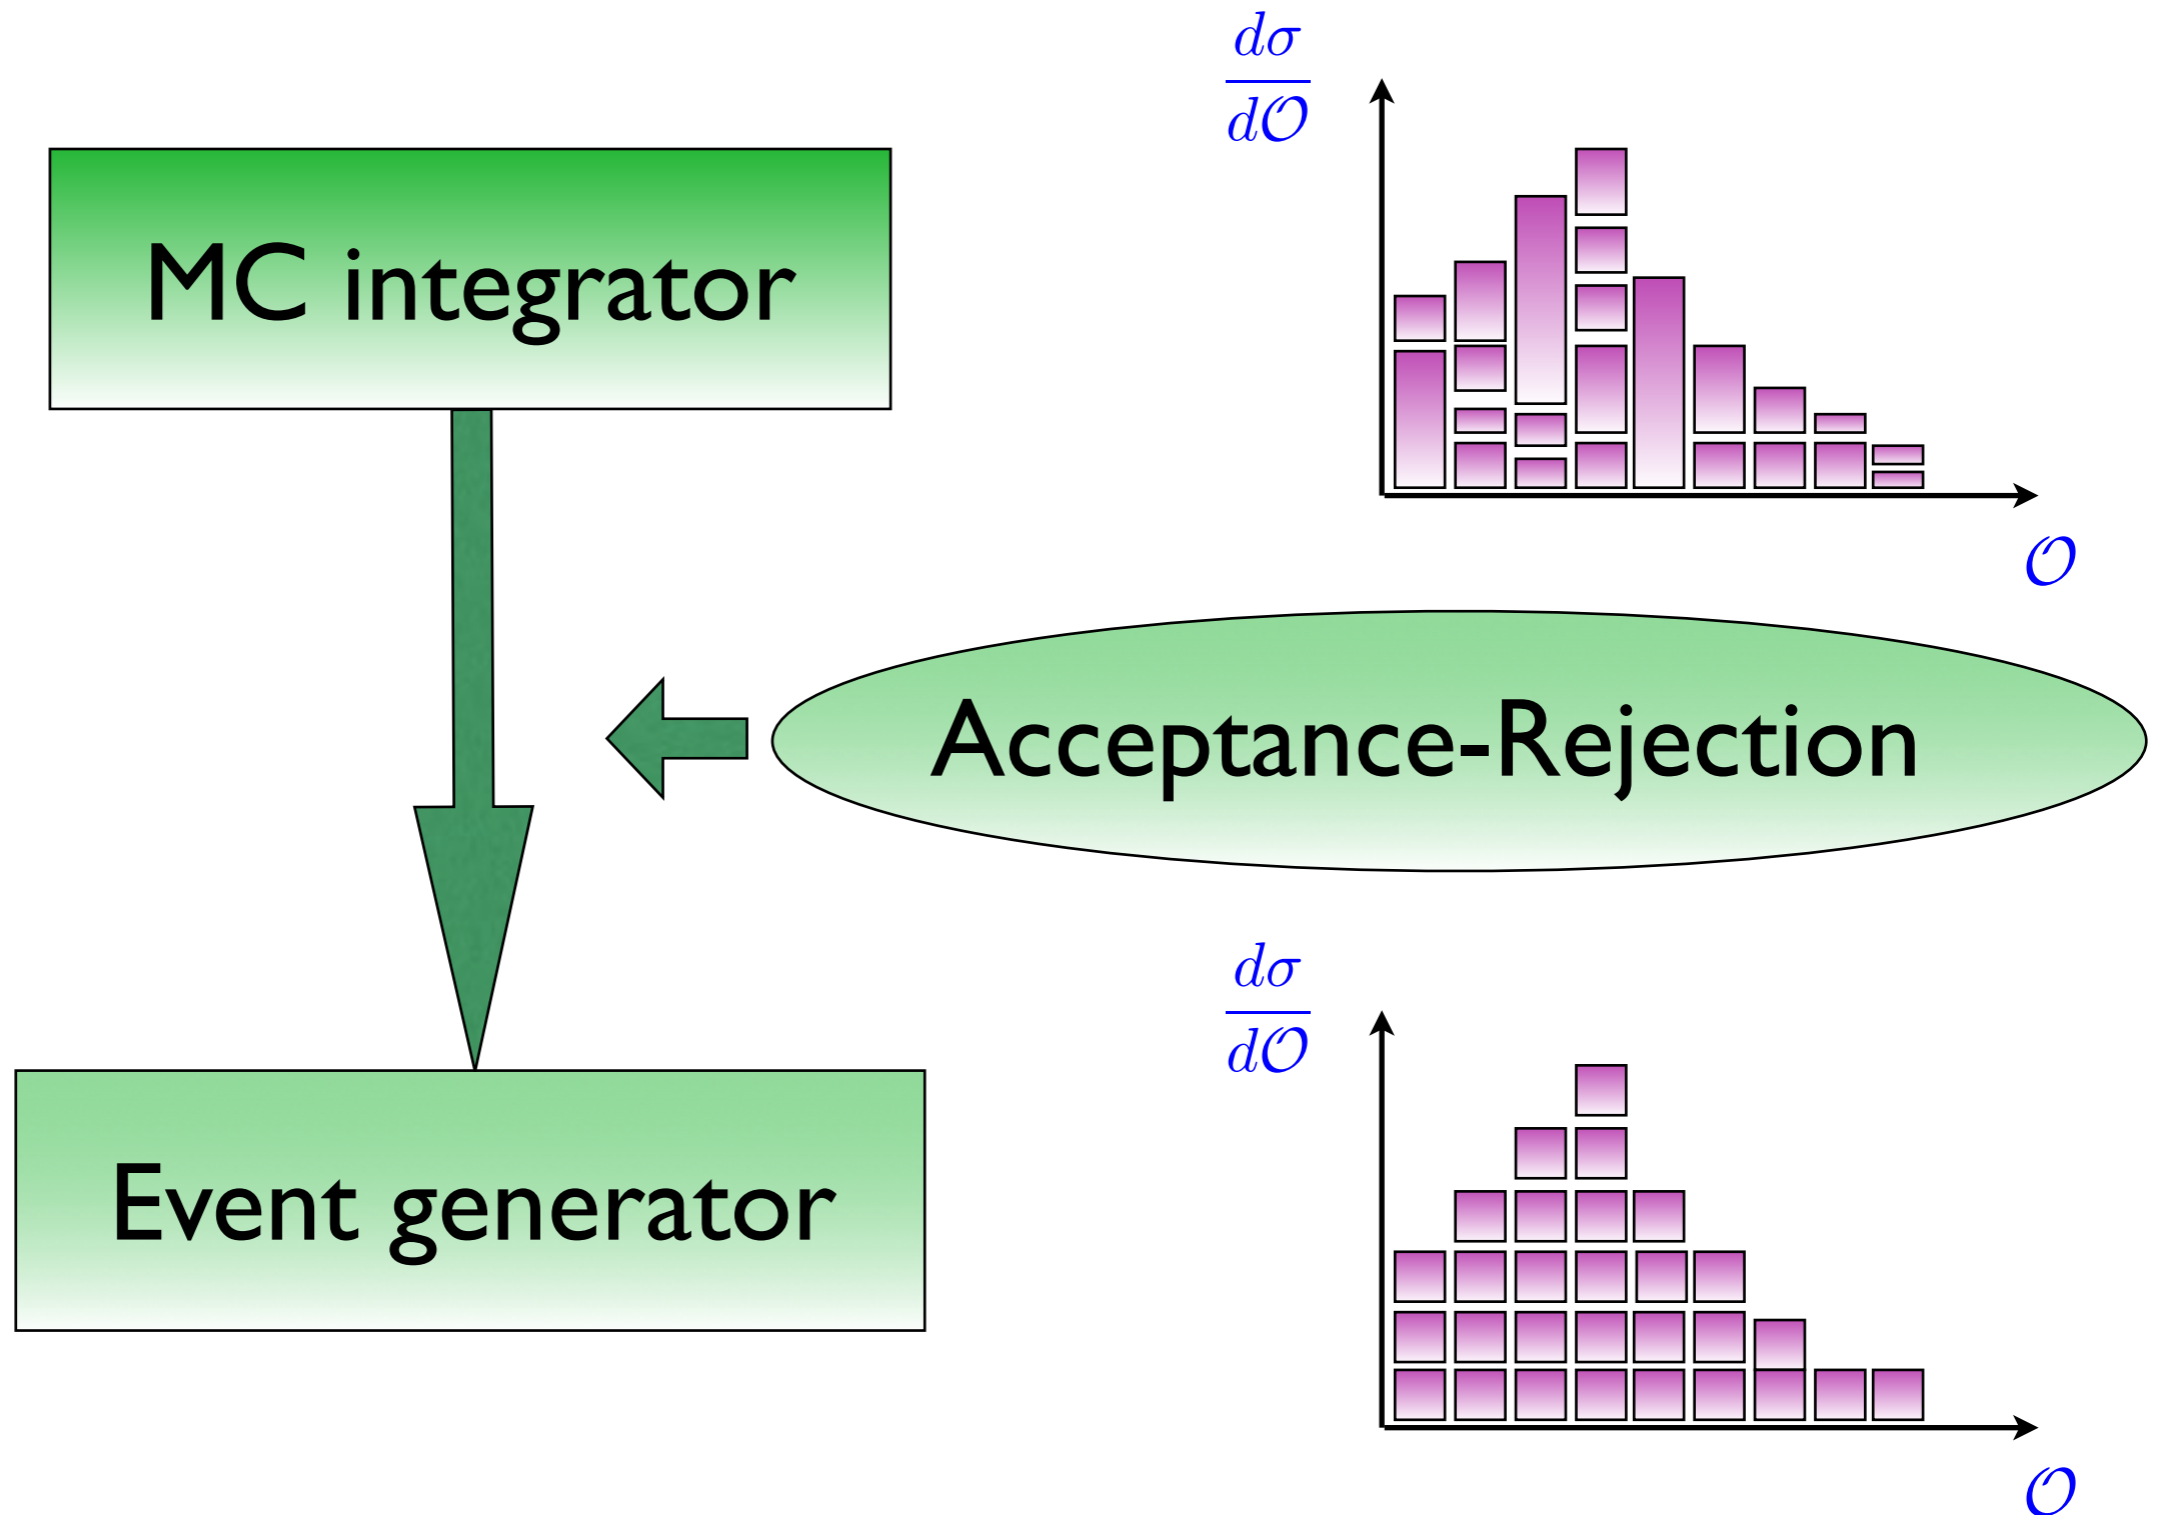 dσ
d𝒪
MC integrator
𝒪
Acceptance-Rejection
dσ
d𝒪
Event generator
𝒪